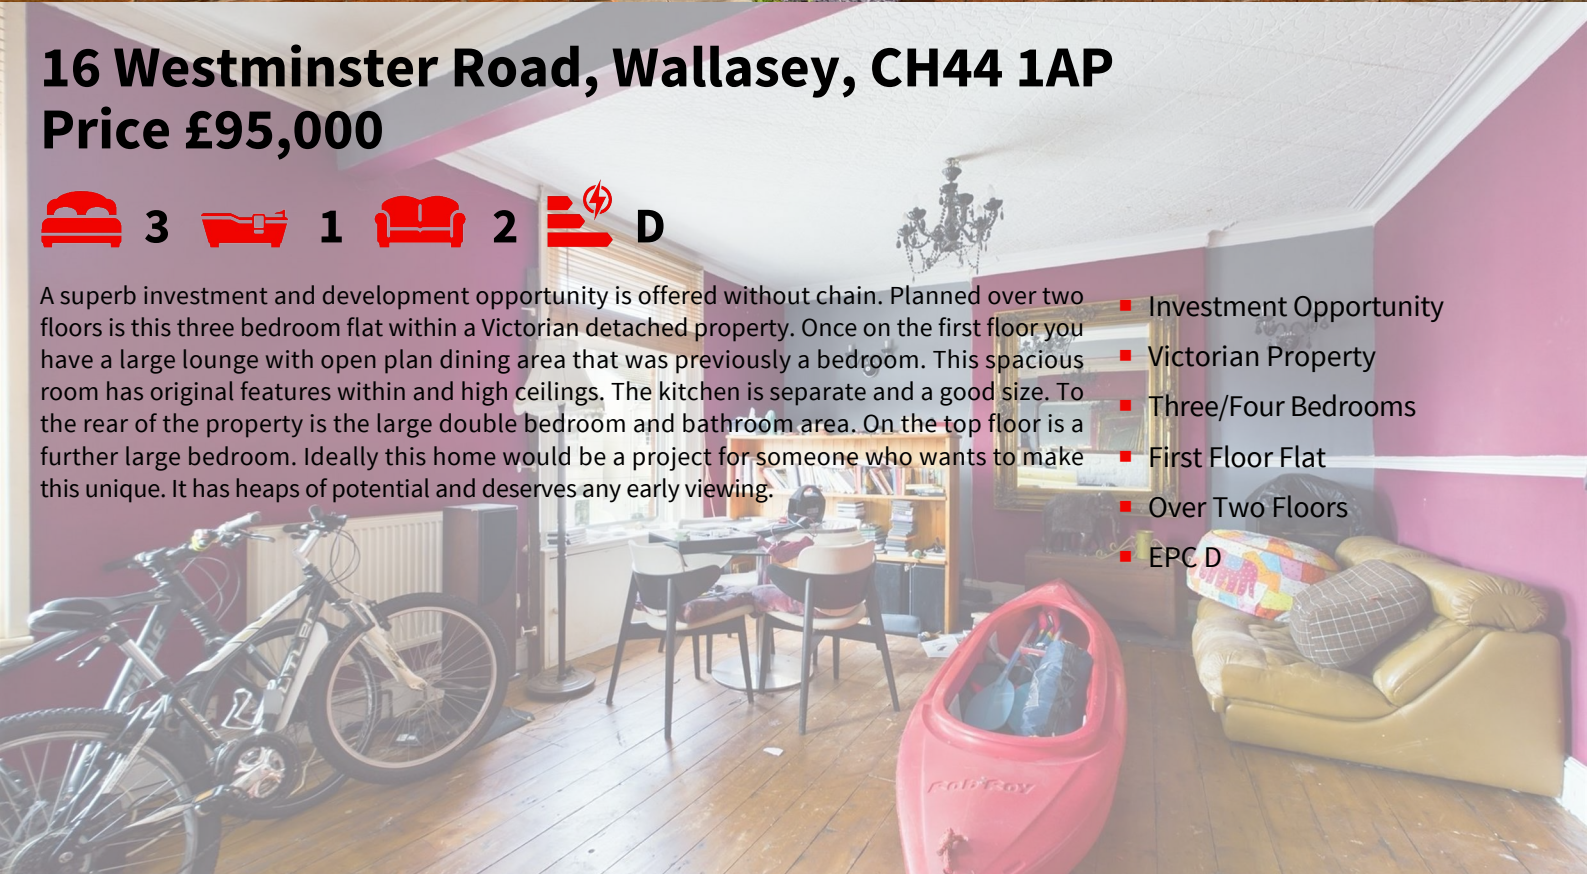 16 Westminster Road, Wallasey, CH44 1AP
Price £95,000
3 1 2 D
A superb investment and development opportunity is offered without chain. Planned over two
floors is this three bedroom flat within a Victorian detached property. Once on the first floor you
have a large lounge with open plan dining area that was previously a bedroom. This spacious
room has original features within and high ceilings. The kitchen is separate and a good size. To
the rear of the property is the large double bedroom and bathroom area. On the top floor is a
further large bedroom. Ideally this home would be a project for someone who wants to make
this unique. It has heaps of potential and deserves any early viewing.
Investment Opportunity
Victorian Property
Three/Four Bedrooms
First Floor Flat
Over Two Floors
EPC D